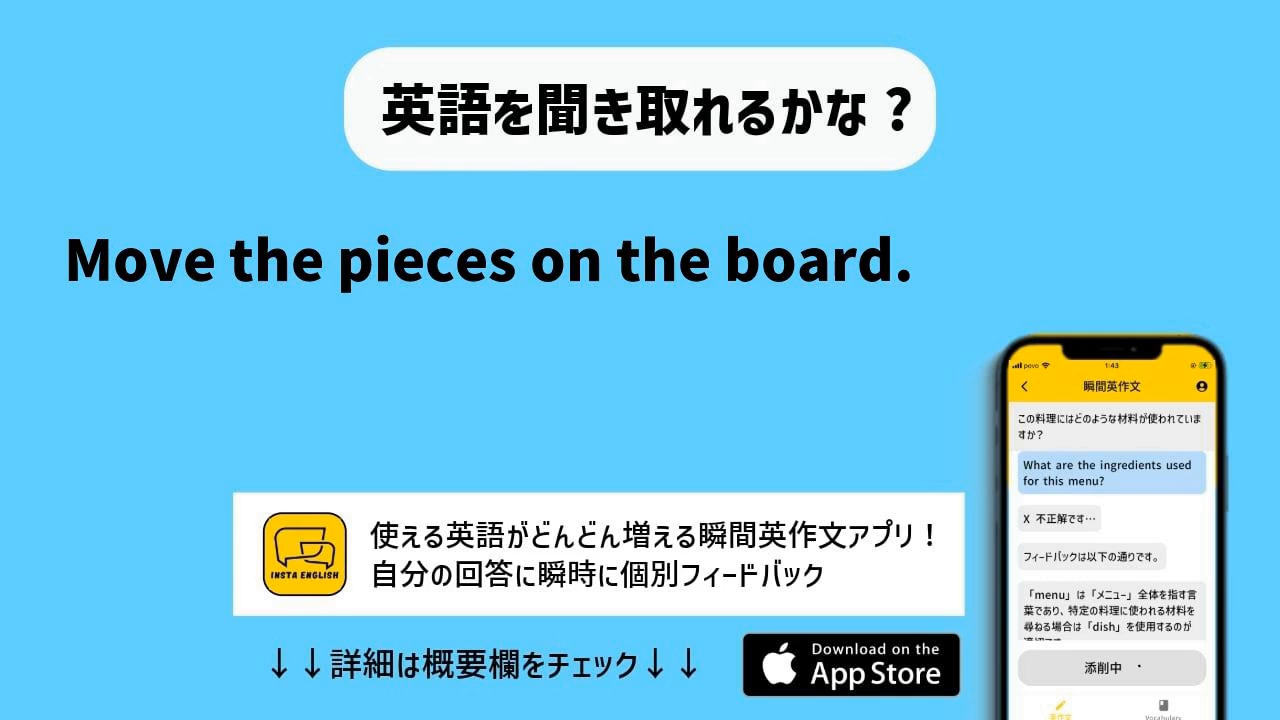 英語を聞き取れるかな？
Move the pieces on the board.
povo
1:43
瞬間英作文
この料理にはどのような材料が使われていま
すか？
What are the ingredients used
for this menu?
X 不正解です…
フィードバックは以下の通りです。
「menu」は「メニュー」全体を指す言
葉であり、特定の料理に使われる材料を
尋ねる場合は「dish」を使用するのが
添削中
英作文
Vocabulary
INSTA ENGLISH
使える英語がどんどん増える瞬間英作文アプリ！
自分の回答に瞬時に個別フィードバック
↓↓詳細は概要欄をチェック↓↓
Download on the
App Store